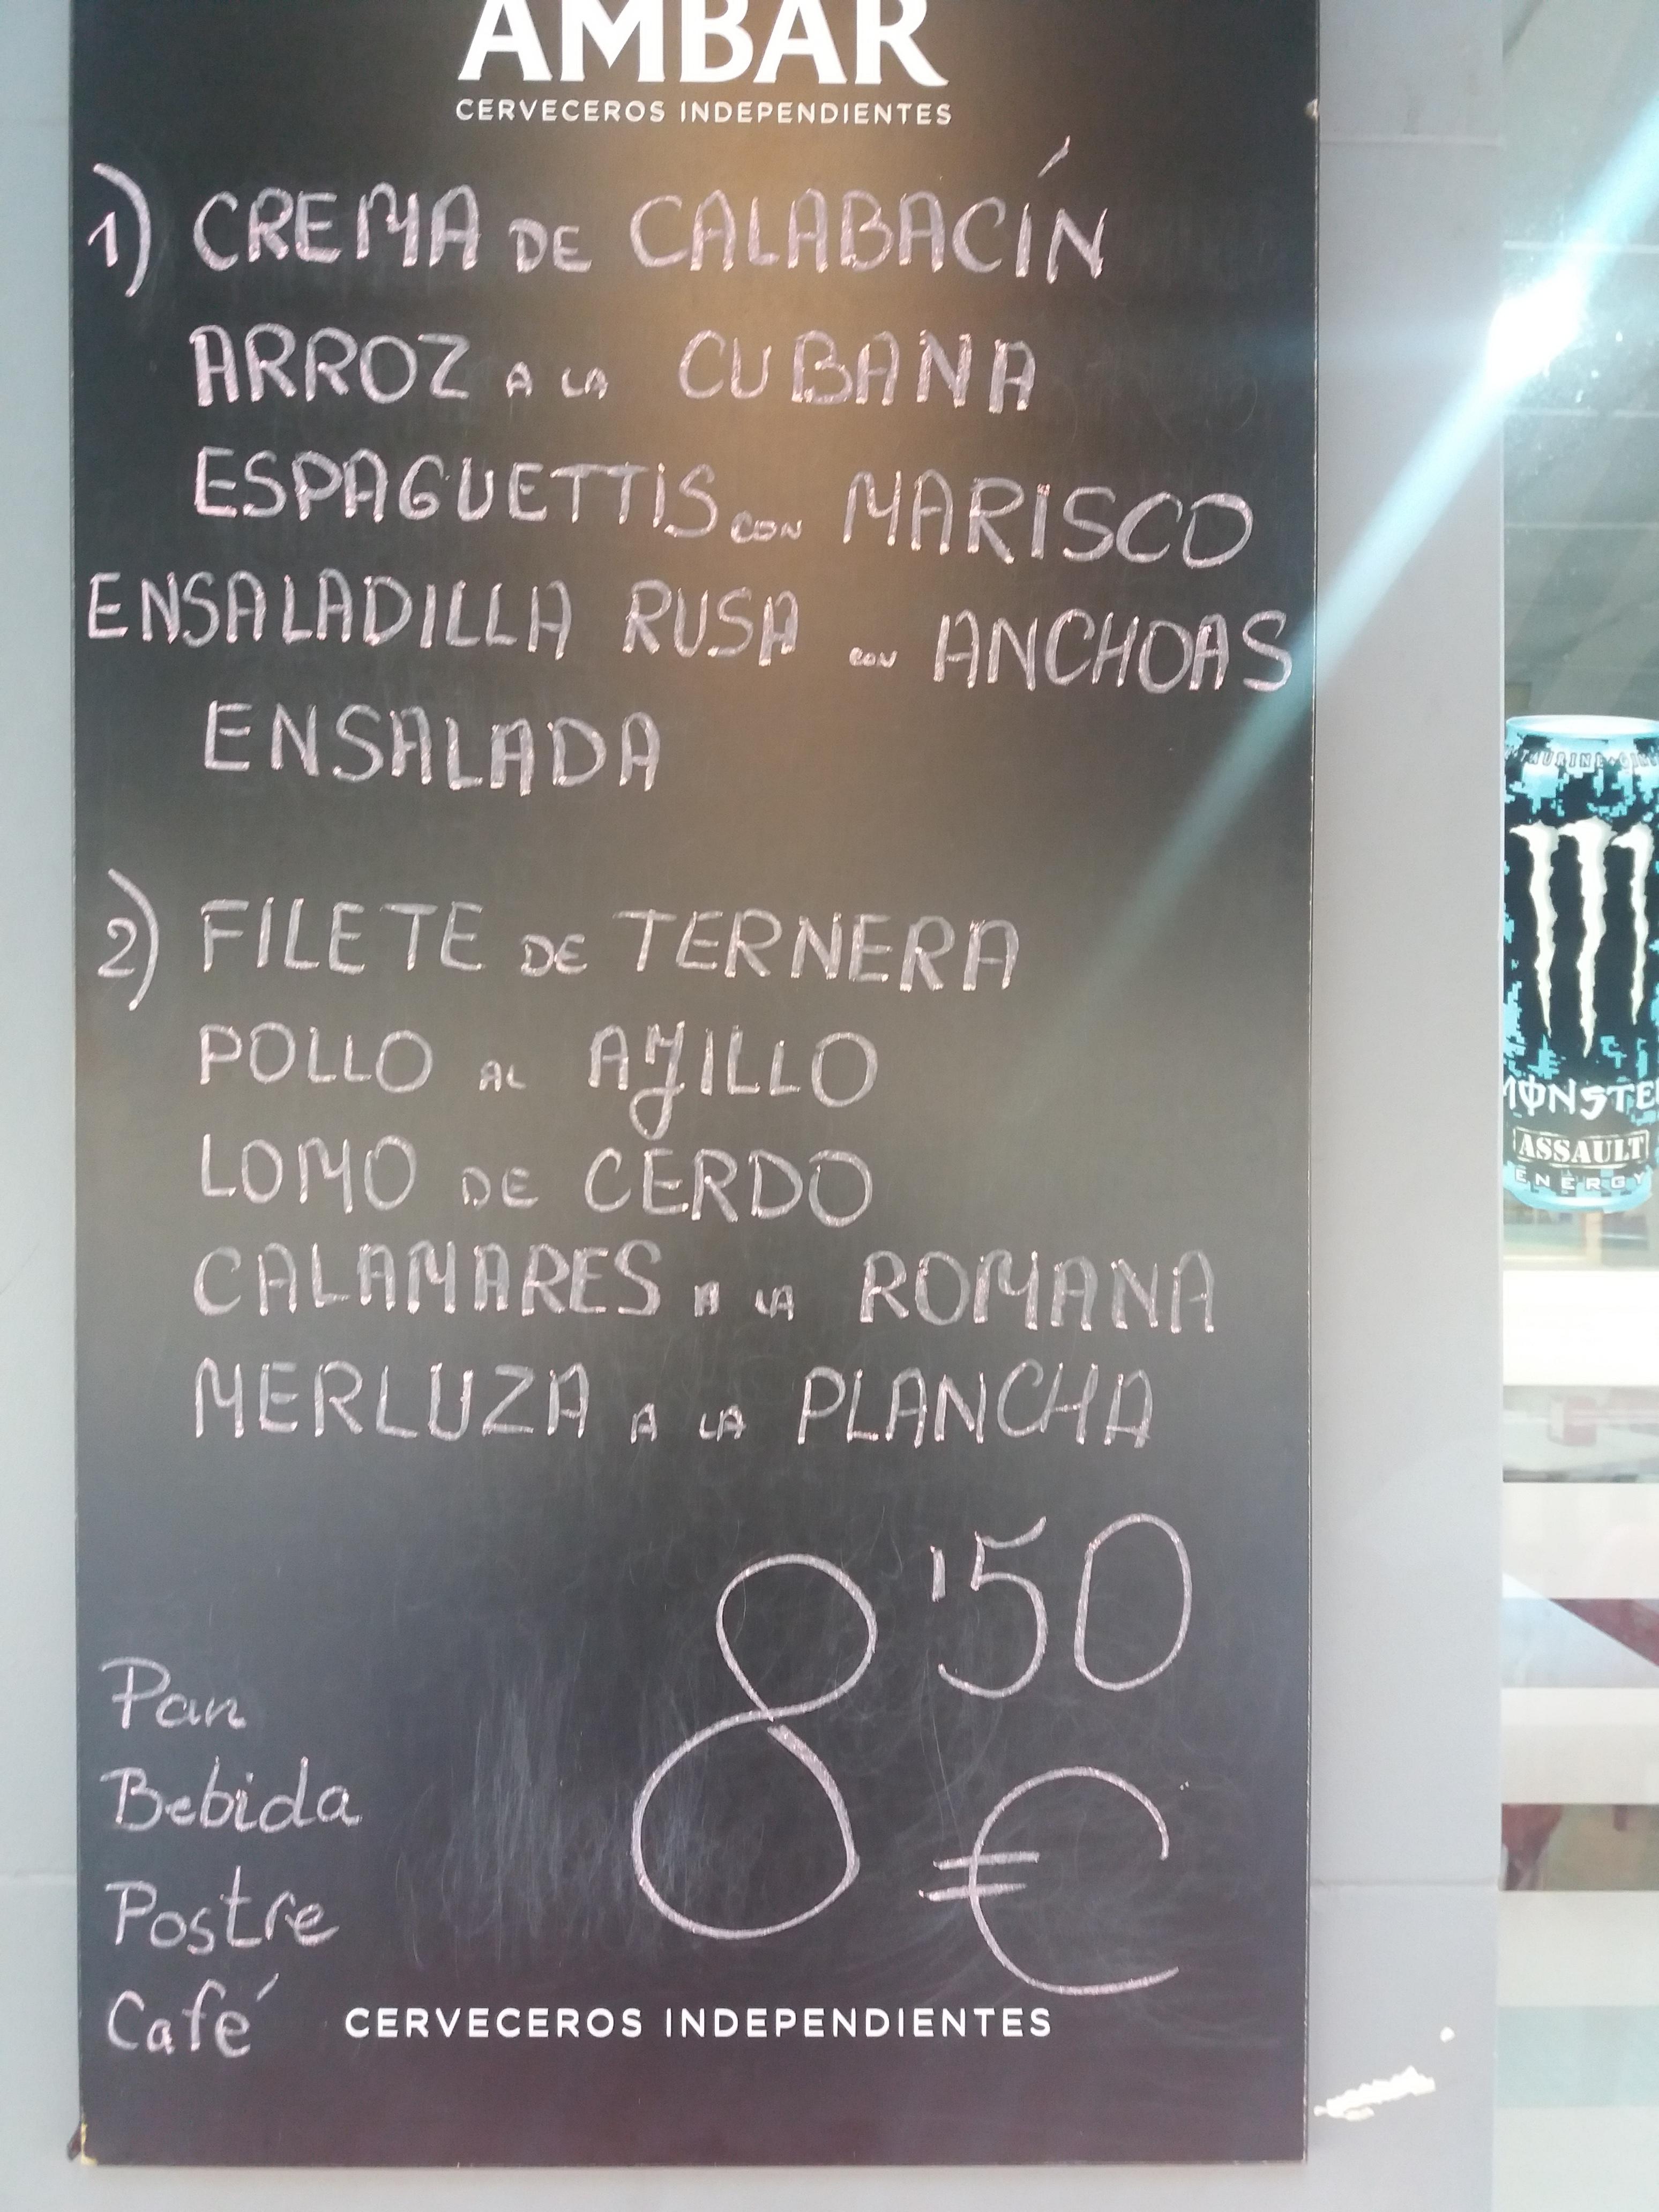 AMBAR
CERVECEROS INDEPENDIENTES
1) CREMA DE CALABACÍN
ARROZ A LA CUBANA
ESPAGUETTIS CON MARISCO
ENSALADILLA RUSA CON ANCHOAS
ENSALADA
2) FILETE DE TERNERA
POLLO AL AJILLO
LOMO DE CERDO
CALAMARES A LA ROMANA
MERLUZA A LA PLANCHA
8'50
€
Pan
Bebida
Postre
Café
CERVECEROS INDEPENDIENTES
MONSTE
ASSAULT
ENERGY